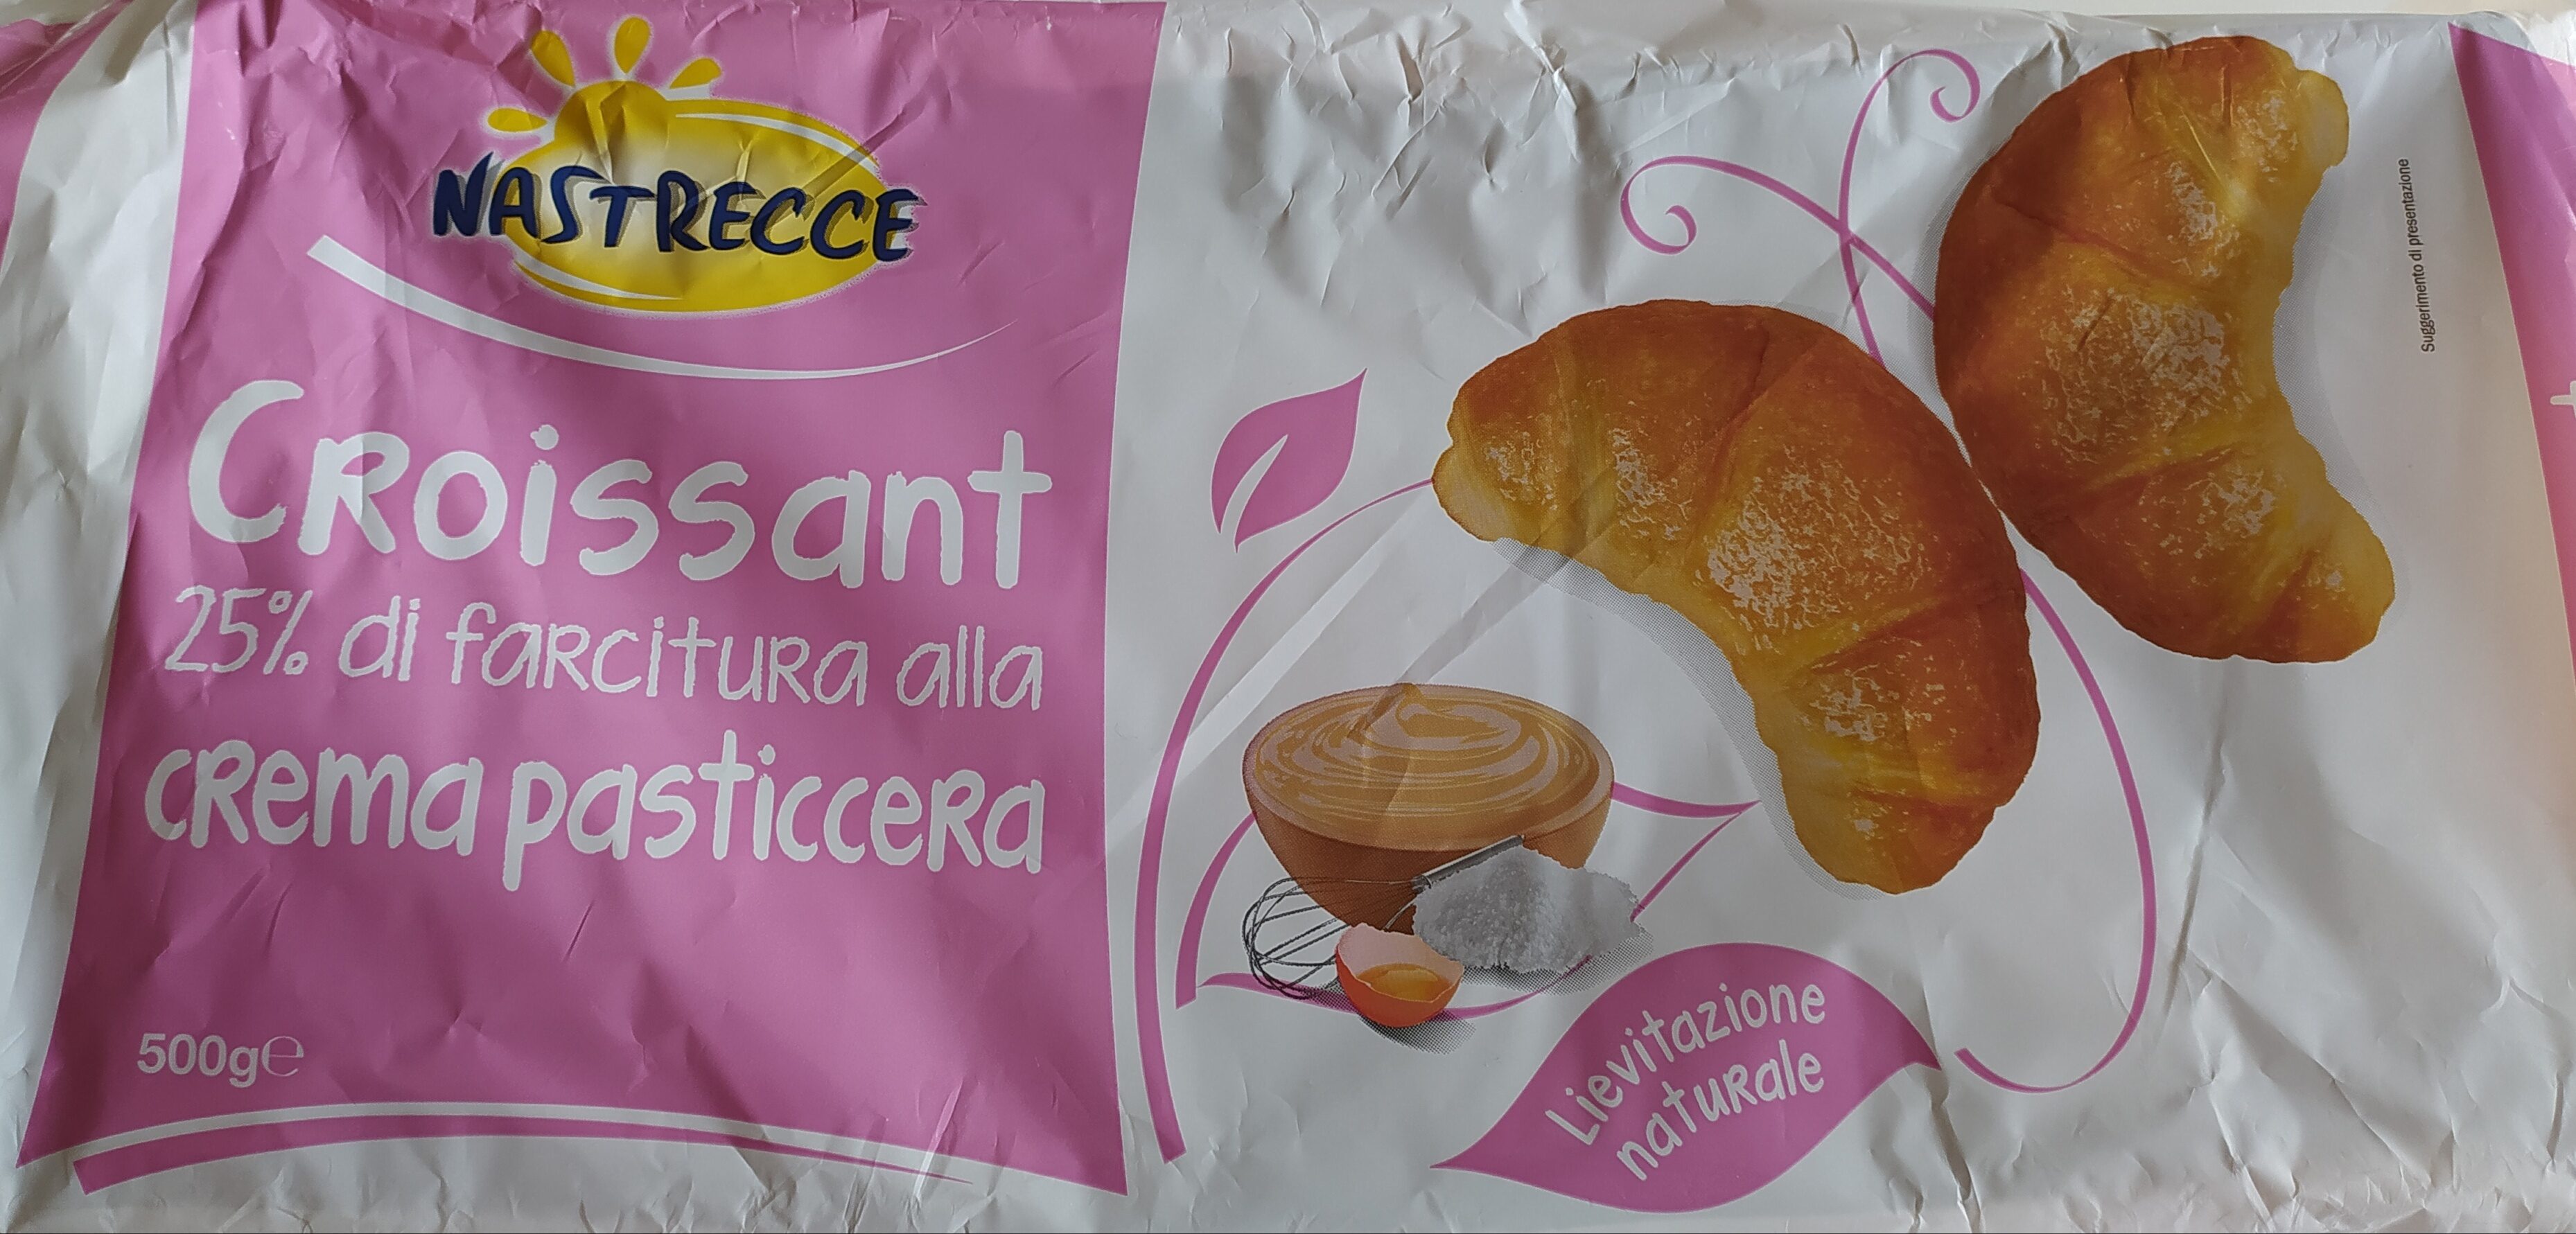 NASTRECCE
Croissant
25% di farcitura alla
crema pasticcera
500g℮
Suggerimento di presentazione
Lievitazione
naturale